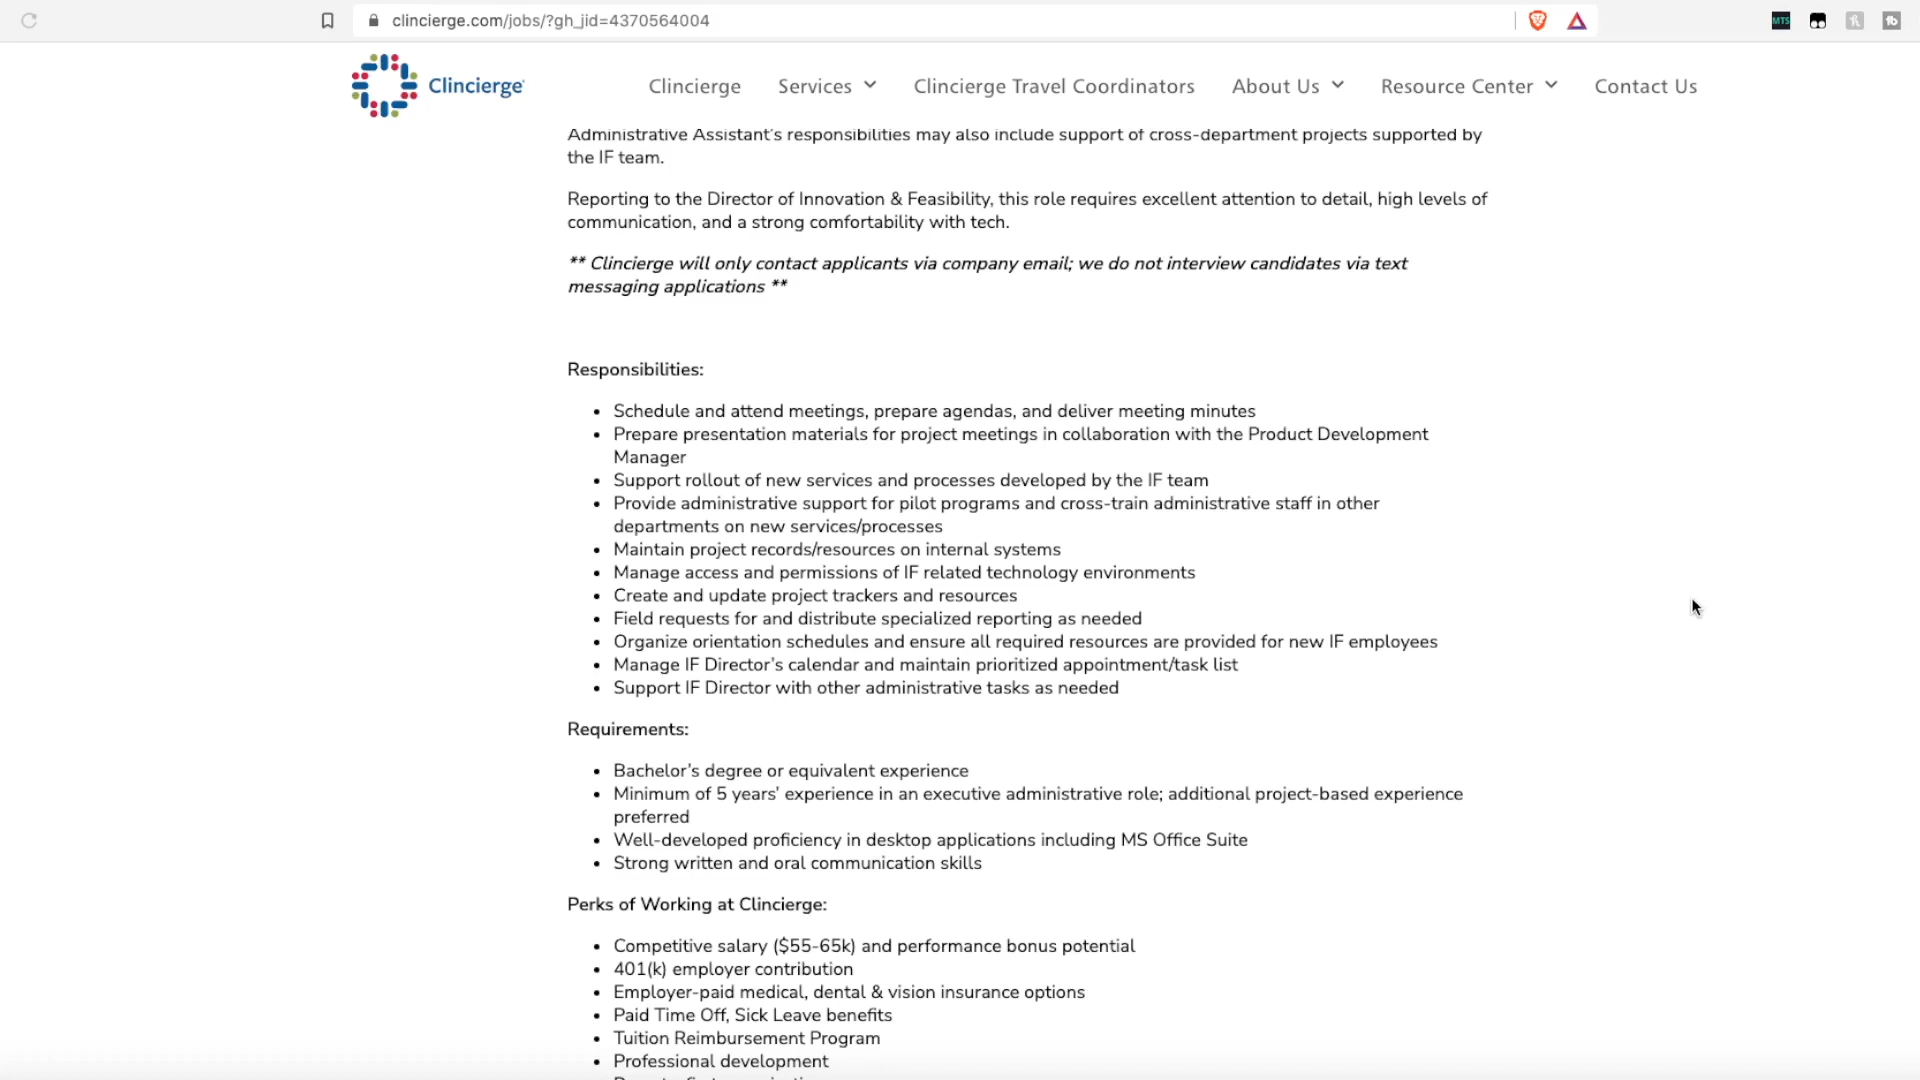 clincierge.com/jobs/?gh_jid=4370564004
MTS
Clincierge
Clincierge
Services
Clincierge Travel Coordinators
About Us
Resource Center
Contact Us
Administrative Assistant's responsibilities may also include support of cross-department projects supported by
the IF team.
Reporting to the Director of Innovation & Feasibility, this role requires excellent attention to detail, high levels of
communication, and a strong comfortability with tech.
** Clincierge will only contact applicants via company email; we do not interview candidates via text
messaging applications **
Responsibilities:
• Schedule and attend meetings, prepare agendas, and deliver meeting minutes
• Prepare presentation materials for project meetings in collaboration with the Product Development
Manager
• Support rollout of new services and processes developed by the IF team
• Provide administrative support for pilot programs and cross-train administrative staff in other
departments on new services/processes
• Maintain project records/resources on internal systems
• Manage access and permissions of IF related technology environments
• Create and update project trackers and resources
• Field requests for and distribute specialized reporting as needed
• Organize orientation schedules and ensure all required resources are provided for new IF employees
• Manage IF Director's calendar and maintain prioritized appointment/task list
• Support IF Director with other administrative tasks as needed
Requirements:
• Bachelor's degree or equivalent experience
• Minimum of 5 years' experience in an executive administrative role; additional project-based experience
preferred
• Well-developed proficiency in desktop applications including MS Office Suite
• Strong written and oral communication skills
Perks of Working at Clincierge:
• Competitive salary ($55-65k) and performance bonus potential
• 401(k) employer contribution
• Employer-paid medical, dental & vision insurance options
• Paid Time Off, Sick Leave benefits
• Tuition Reimbursement Program
• Professional development